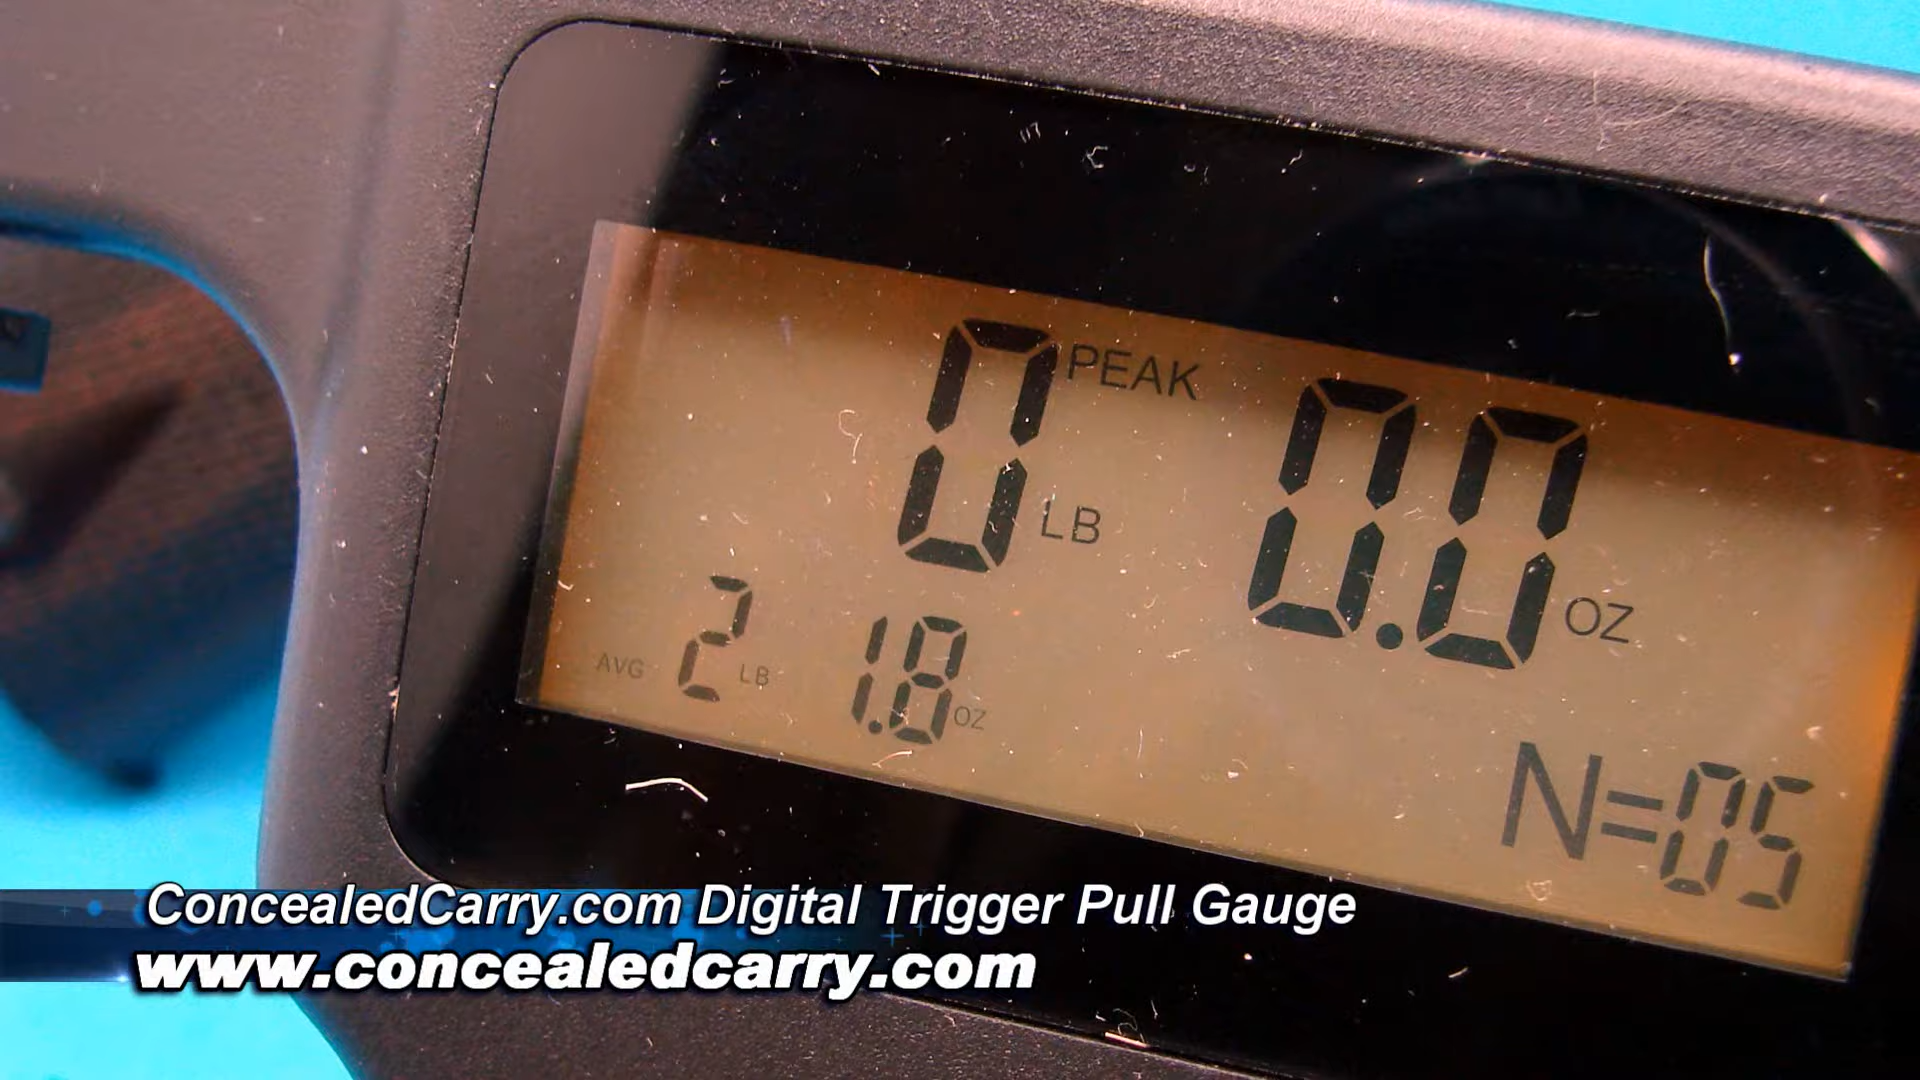 0 PEAK LB 0.0 OZ
AVG 2 LB 1.8 OZ
N=05
ConcealedCarry.com Digital Trigger Pull Gauge
www.concealedcarry.com